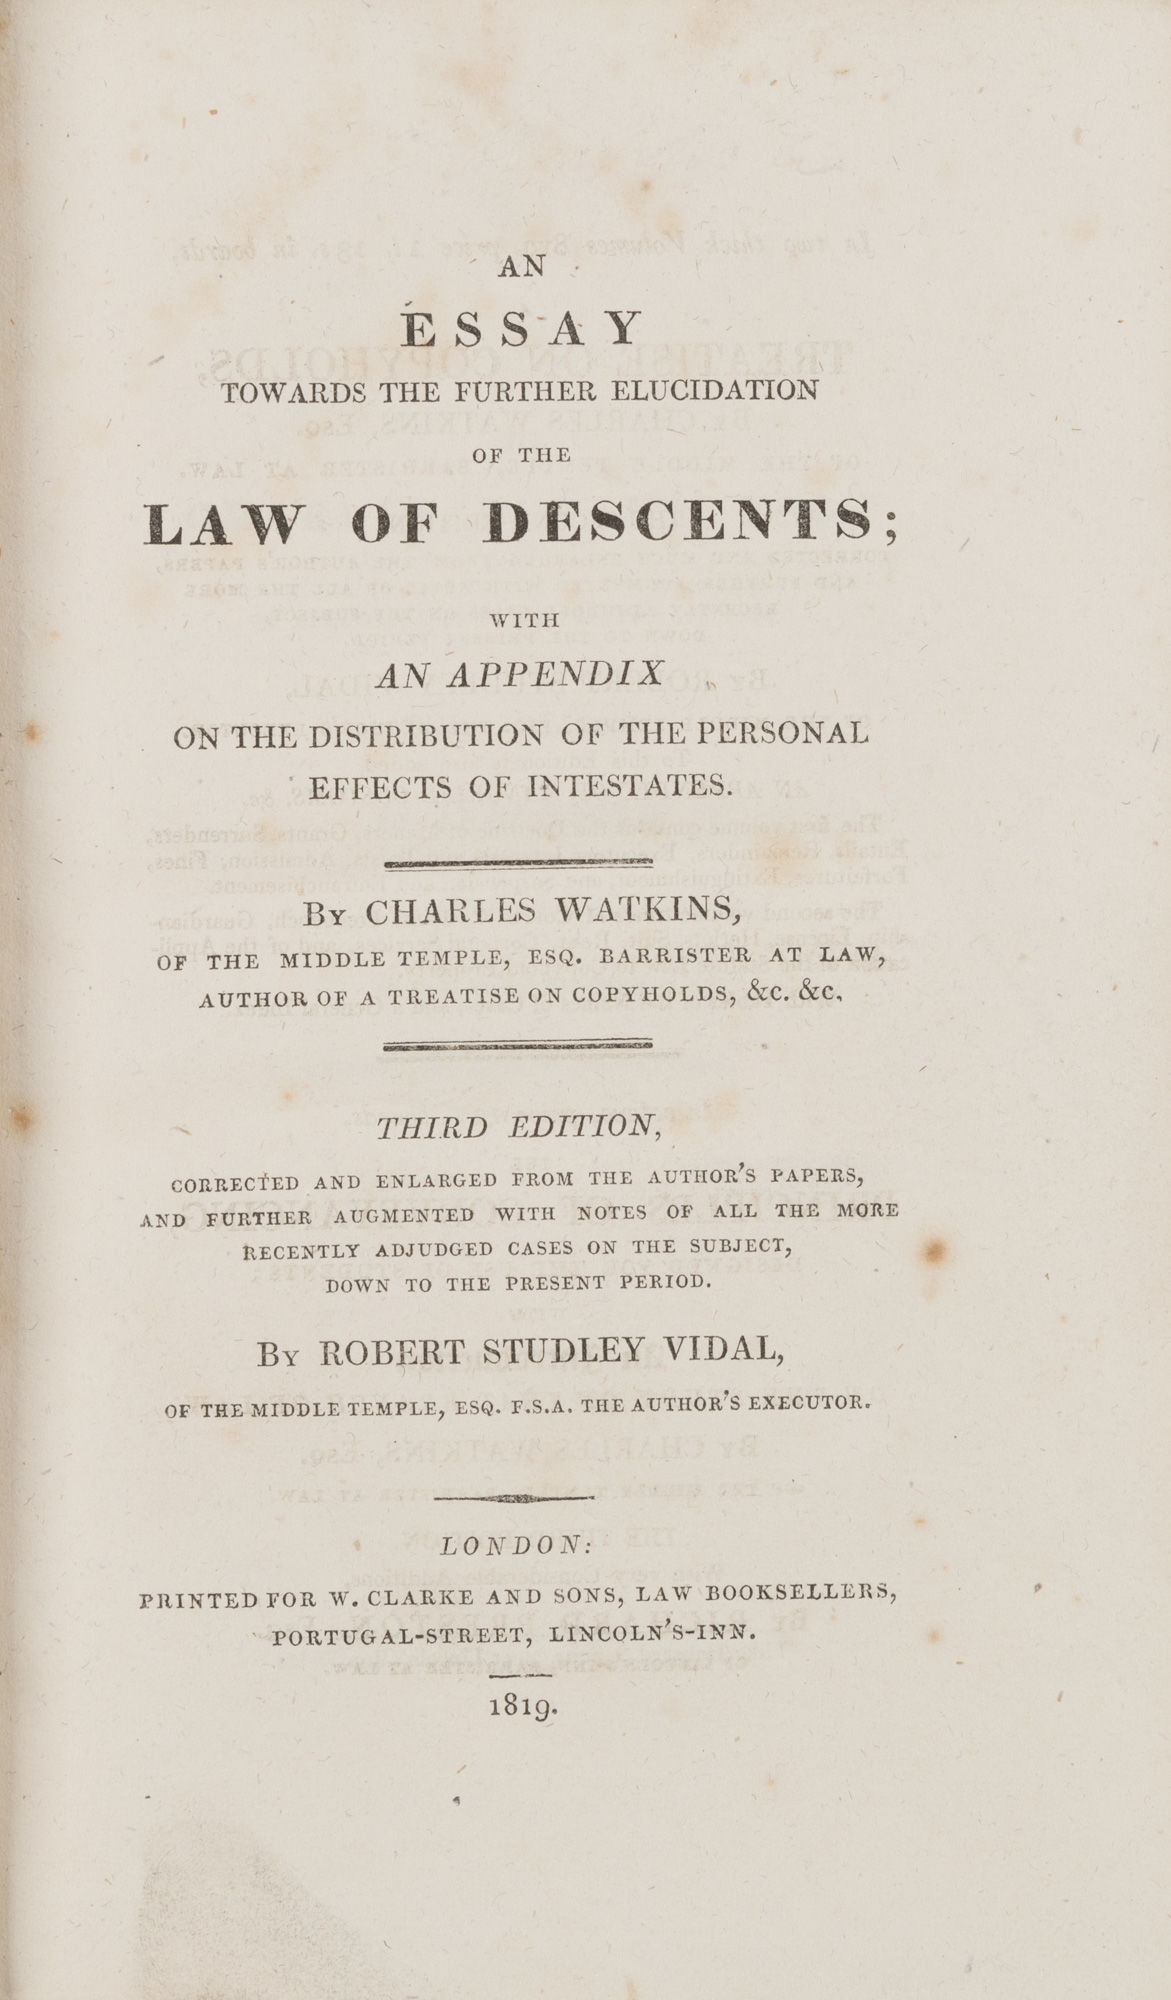 AN
ESSAY
TOWARDS THE FURTHER ELUCIDATION
OF THE
LAW OF DESCENTS;
WITH
AN APPENDIX
ON THE DISTRIBUTION OF THE PERSONAL
EFFECTS OF INTESTATES.
By CHARLES WATKINS,
OF THE MIDDLE TEMPLE, ESQ. BARRISTER AT LAW,
AUTHOR OF A TREATISE ON COPYHOLDS, &c. &c.
THIRD EDITION,
CORRECTED AND ENLARGED FROM THE AUTHOR'S PAPERS,
AND FURTHER AUGMENTED WITH NOTES OF ALL THE MORE
RECENTLY ADJUDGED CASES ON THE SUBJECT,
DOWN TO THE PRESENT PERIOD.
By ROBERT STUDLEY VIDAL,
OF THE MIDDLE TEMPLE, ESQ. F.S.A. THE AUTHOR'S EXECUTOR.
LONDON:
PRINTED FOR W. CLARKE AND SONS, LAW BOOKSELLERS,
PORTUGAL-STREET, LINCOLN'S-INN.
1819.